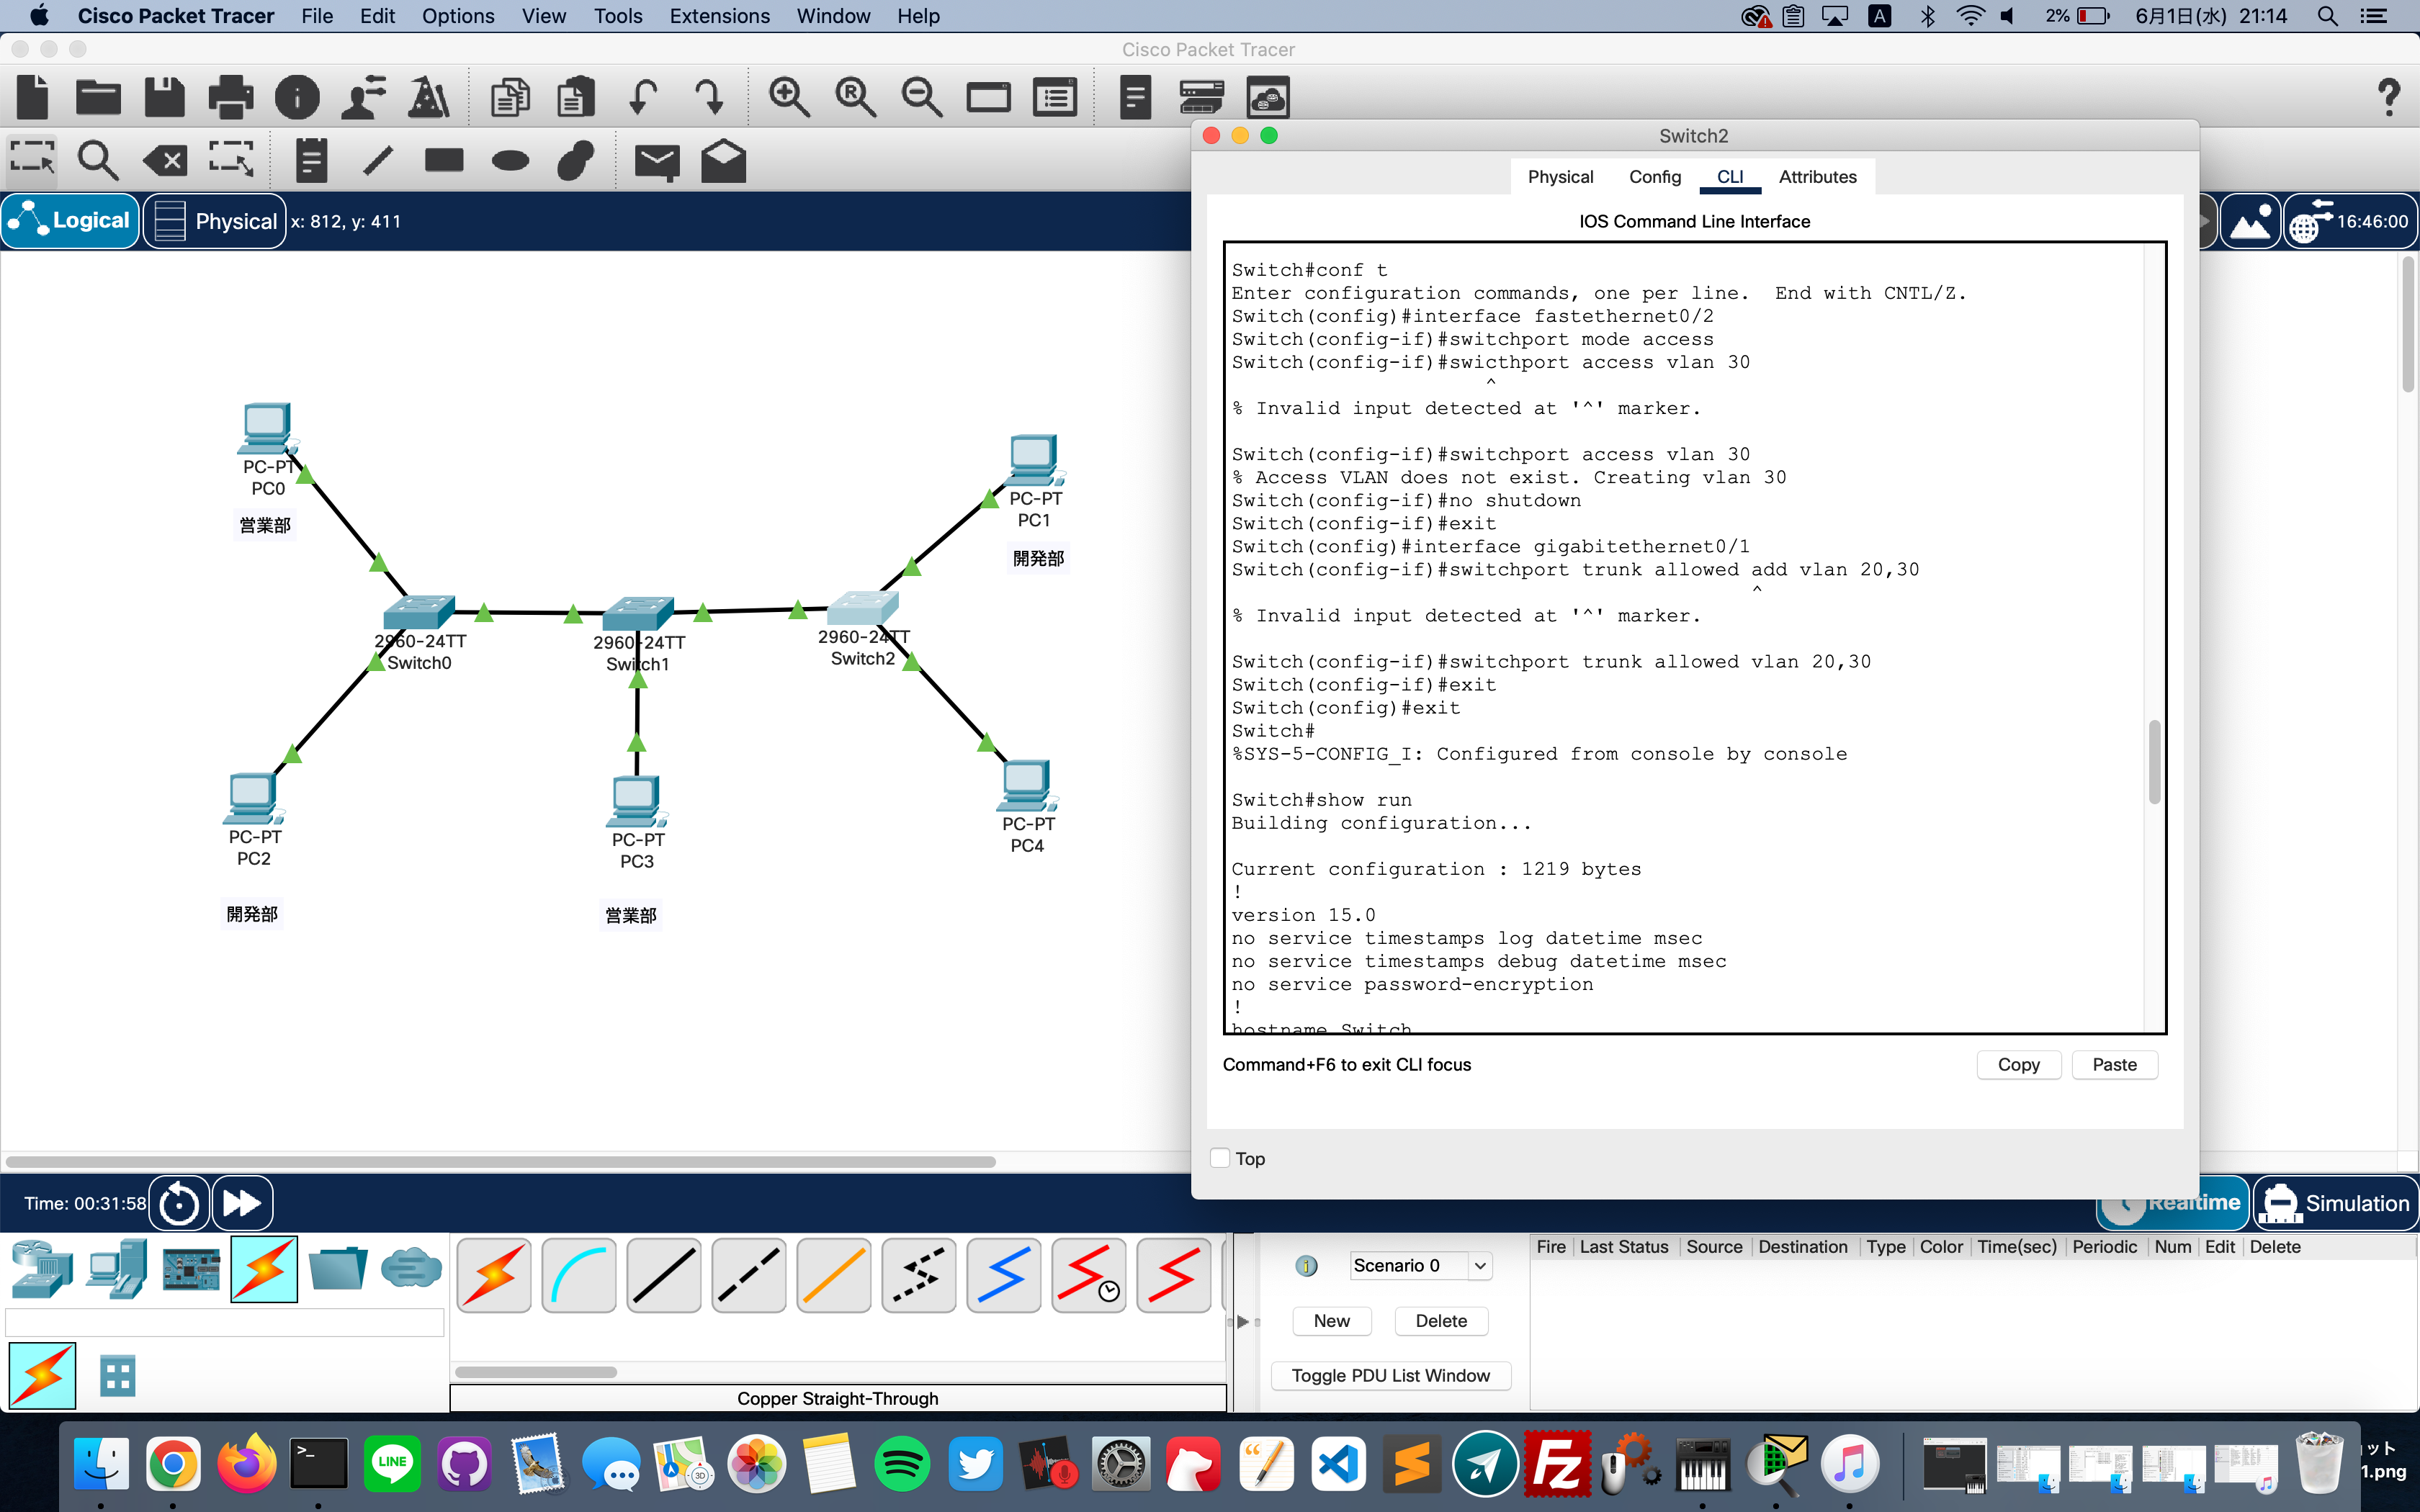 Cisco Packet Tracer File Edit Options View Tools Extensions Window Help
A 2% 6月1日(水) 21:14
Cisco Packet Tracer
R
?
Logical Physical x: 812, y: 411
16:46:00
Switch2
Physical Config CLI Attributes
IOS Command Line Interface
Switch#conf t
Enter configuration commands, one per line.  End with CNTL/Z.
Switch(config)#interface fastethernet0/2
Switch(config-if)#switchport mode access
Switch(config-if)#swicthport access vlan 30
^
% Invalid input detected at '^' marker.
Switch(config-if)#switchport access vlan 30
% Access VLAN does not exist. Creating vlan 30
Switch(config-if)#no shutdown
Switch(config-if)#exit
Switch(config)#interface gigabitethernet0/1
Switch(config-if)#switchport trunk allowed add vlan 20,30
^
% Invalid input detected at '^' marker.
Switch(config-if)#switchport trunk allowed vlan 20,30
Switch(config-if)#exit
Switch(config)#exit
Switch#
%SYS-5-CONFIG_I: Configured from console by console
Switch#show run
Building configuration...
Current configuration : 1219 bytes
!
version 15.0
no service timestamps log datetime msec
no service timestamps debug datetime msec
no service password-encryption
!
hostname Switch
Command+F6 to exit CLI focus
Copy Paste
Top
PC-PT
PC0
営業部
PC-PT
PC1
開発部
2960-24TT
Switch0
2960-24TT
Switch1
2960-24TT
Switch2
PC-PT
PC2
開発部
PC-PT
PC3
営業部
PC-PT
PC4
Time: 00:31:58
Realtime Simulation
Scenario 0
New Delete
Toggle PDU List Window
Fire Last Status Source Destination Type Color Time(sec) Periodic Num Edit Delete
Copper Straight-Through
>_
LINE
3D
Fz
ット
1.png